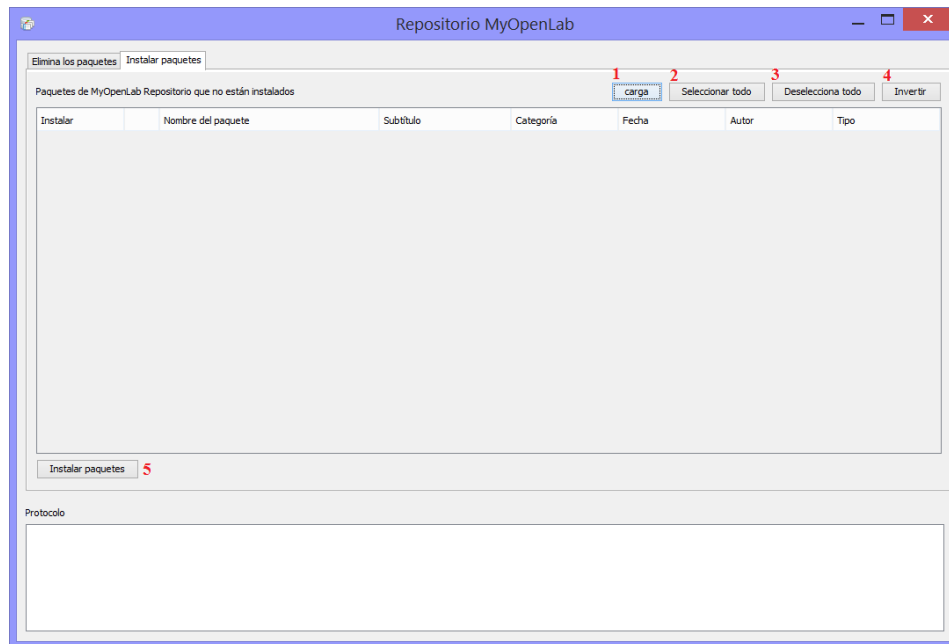 Repositorio MyOpenLab
Elimina los paquetes Instalar paquetes
1 2 3 4
Paquetes de MyOpenLab Repositorio que no están instalados carga Seleccionar todo Deselecciona todo Invertir
Instalar Nombre del paquete Subtítulo Categoría Fecha Autor Tipo
Instalar paquetes 5
Protocolo